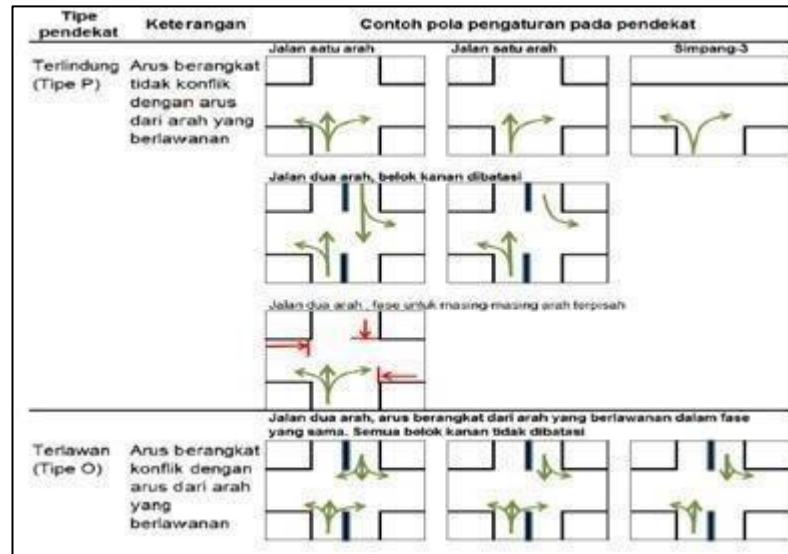 Tipe pendekat
Keterangan
Contoh pola pengaturan pada pendekat
Terlindung
(Tipe P)
Arus berangkat
tidak konflik
dengan arus
dari arah yang
berlawanan
Jalan satu arah
Jalan satu arah
Simpang-3
Jalan dua arah, belok kanan dibatasi
Jalan dua arah, fase untuk masing-masing arah terpisah
Terlawan
(Tipe O)
Arus berangkat
konflik dengan
arus dari arah
yang
berlawanan
Jalan dua arah, arus berangkat dari arah yang berlawanan dalam fase
yang sama. Semua belok kanan tidak dibatasi